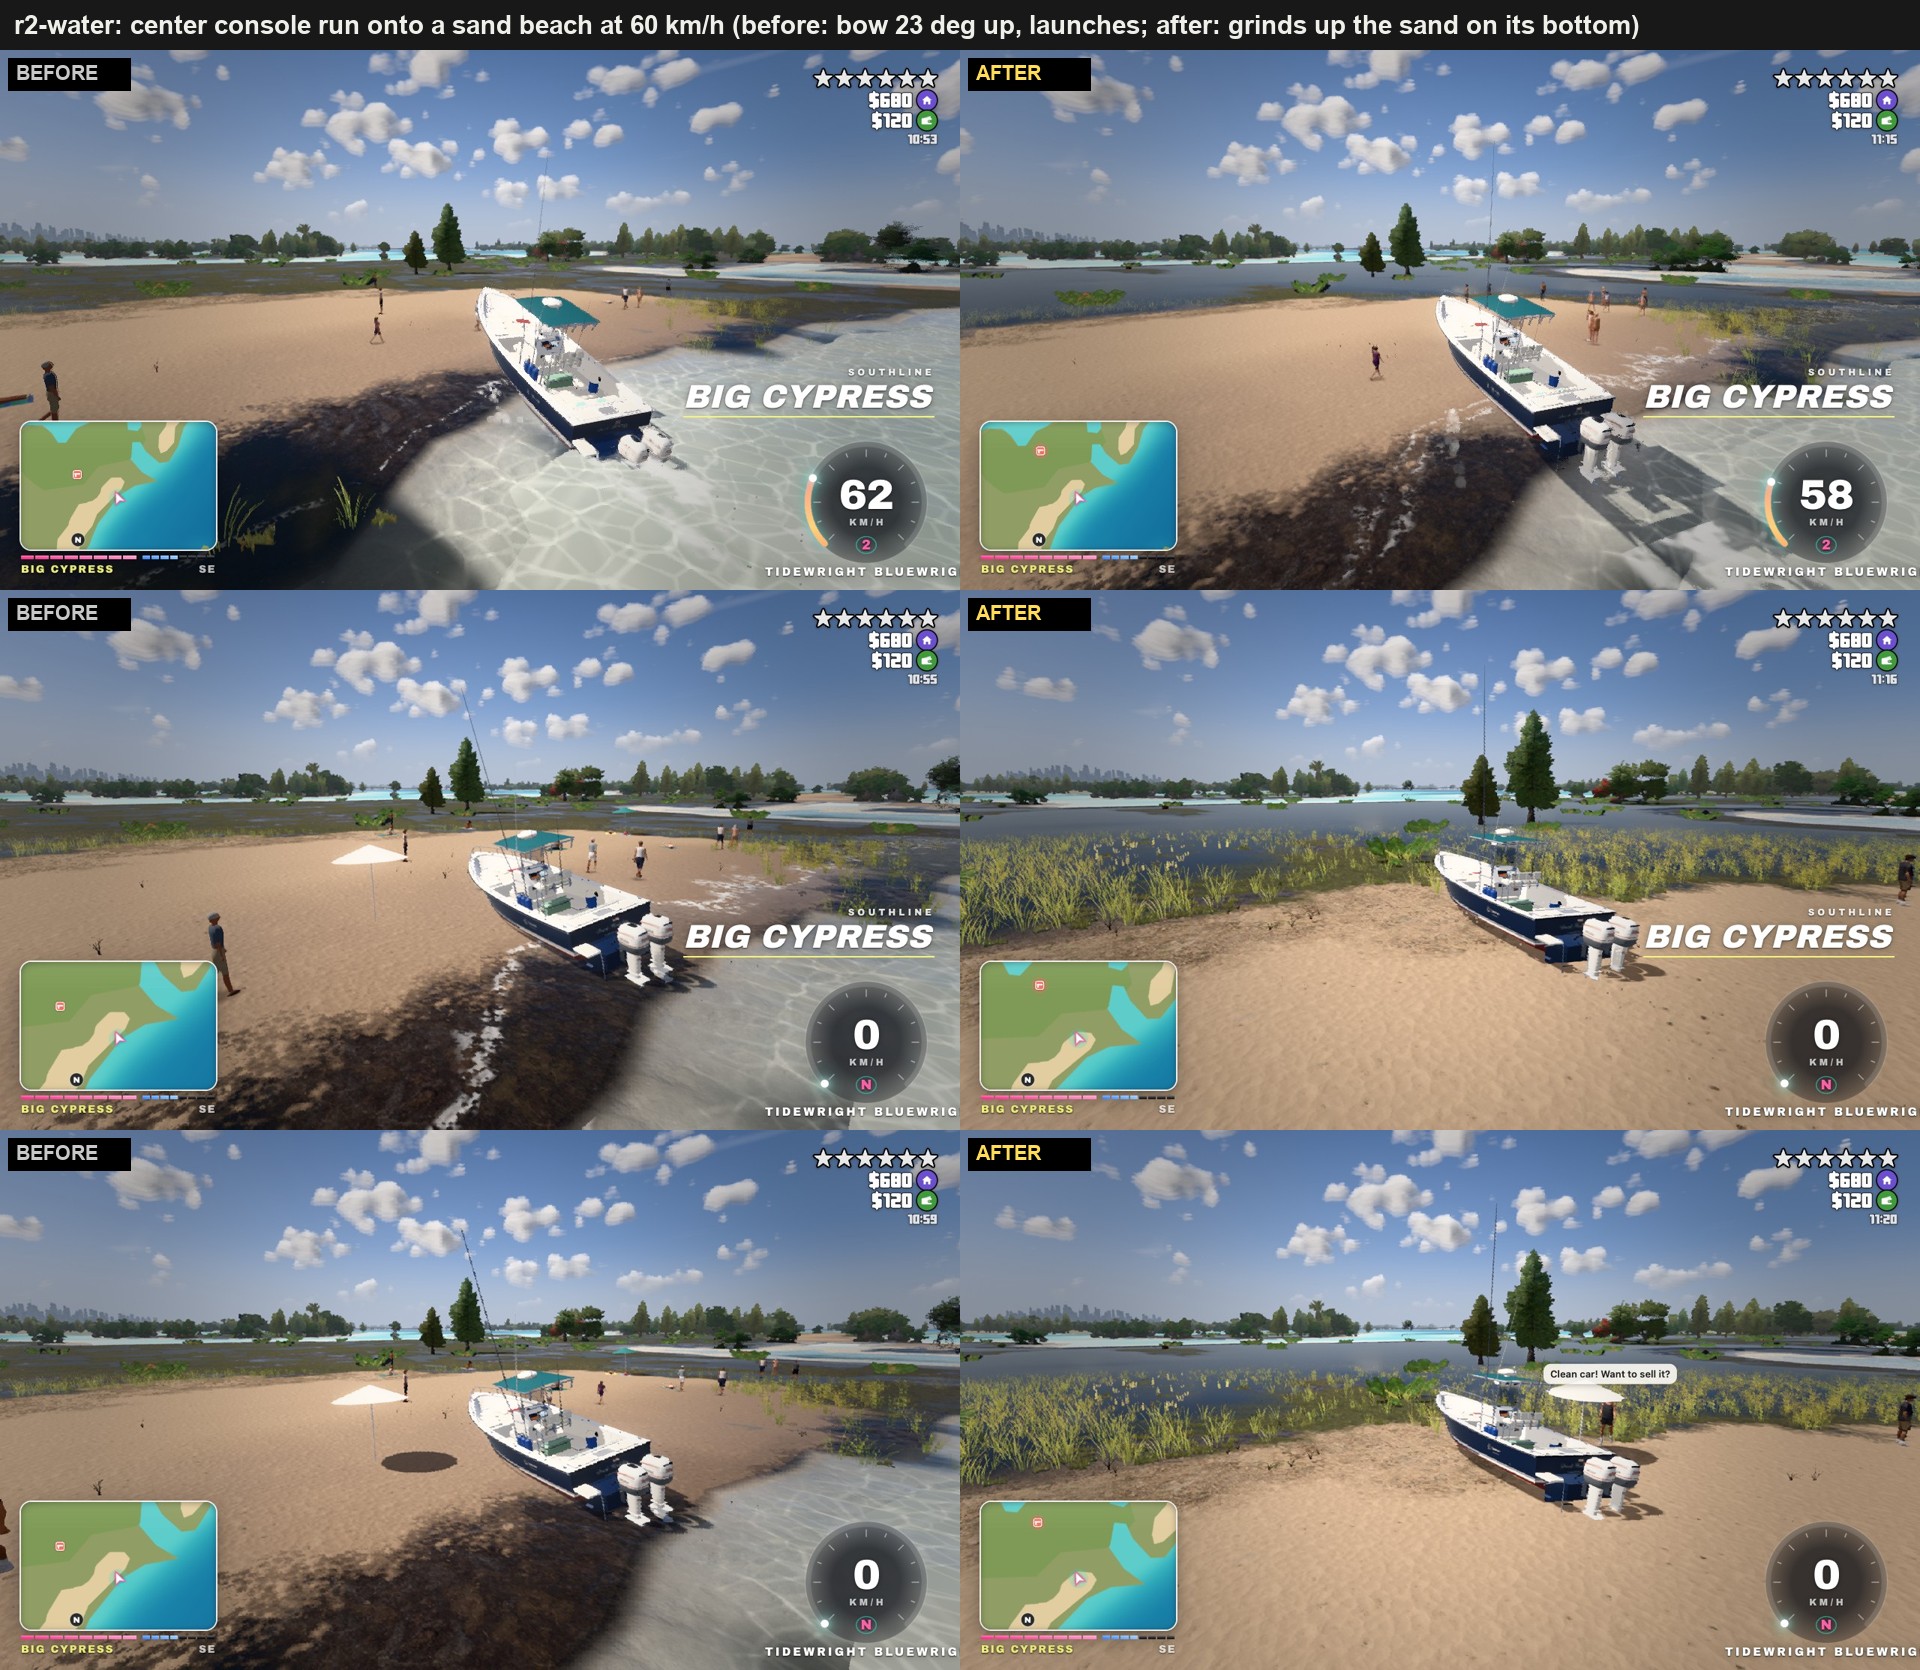 r2-water: center console run onto a sand beach at 60 km/h (before: bow 23 deg up, launches; after: grinds up the sand on its bottom)
BEFORE
$680
$120
10:53
SOUTHLINE
BIG CYPRESS
62
KM/H
2
N
BIG CYPRESS
SE
TIDEWRIGHT BLUEWRIG
AFTER
$680
$120
11:15
SOUTHLINE
BIG CYPRESS
58
KM/H
2
N
BIG CYPRESS
SE
TIDEWRIGHT BLUEWRIG
BEFORE
$680
$120
10:55
SOUTHLINE
BIG CYPRESS
0
KM/H
N
N
BIG CYPRESS
SE
TIDEWRIGHT BLUEWRIG
AFTER
$680
$120
11:16
SOUTHLINE
BIG CYPRESS
0
KM/H
N
N
BIG CYPRESS
SE
TIDEWRIGHT BLUEWRIG
BEFORE
$680
$120
10:59
0
KM/H
N
N
BIG CYPRESS
SE
TIDEWRIGHT BLUEWRIG
AFTER
$680
$120
11:20
Clean car! Want to sell it?
0
KM/H
N
N
BIG CYPRESS
SE
TIDEWRIGHT BLUEWRIG